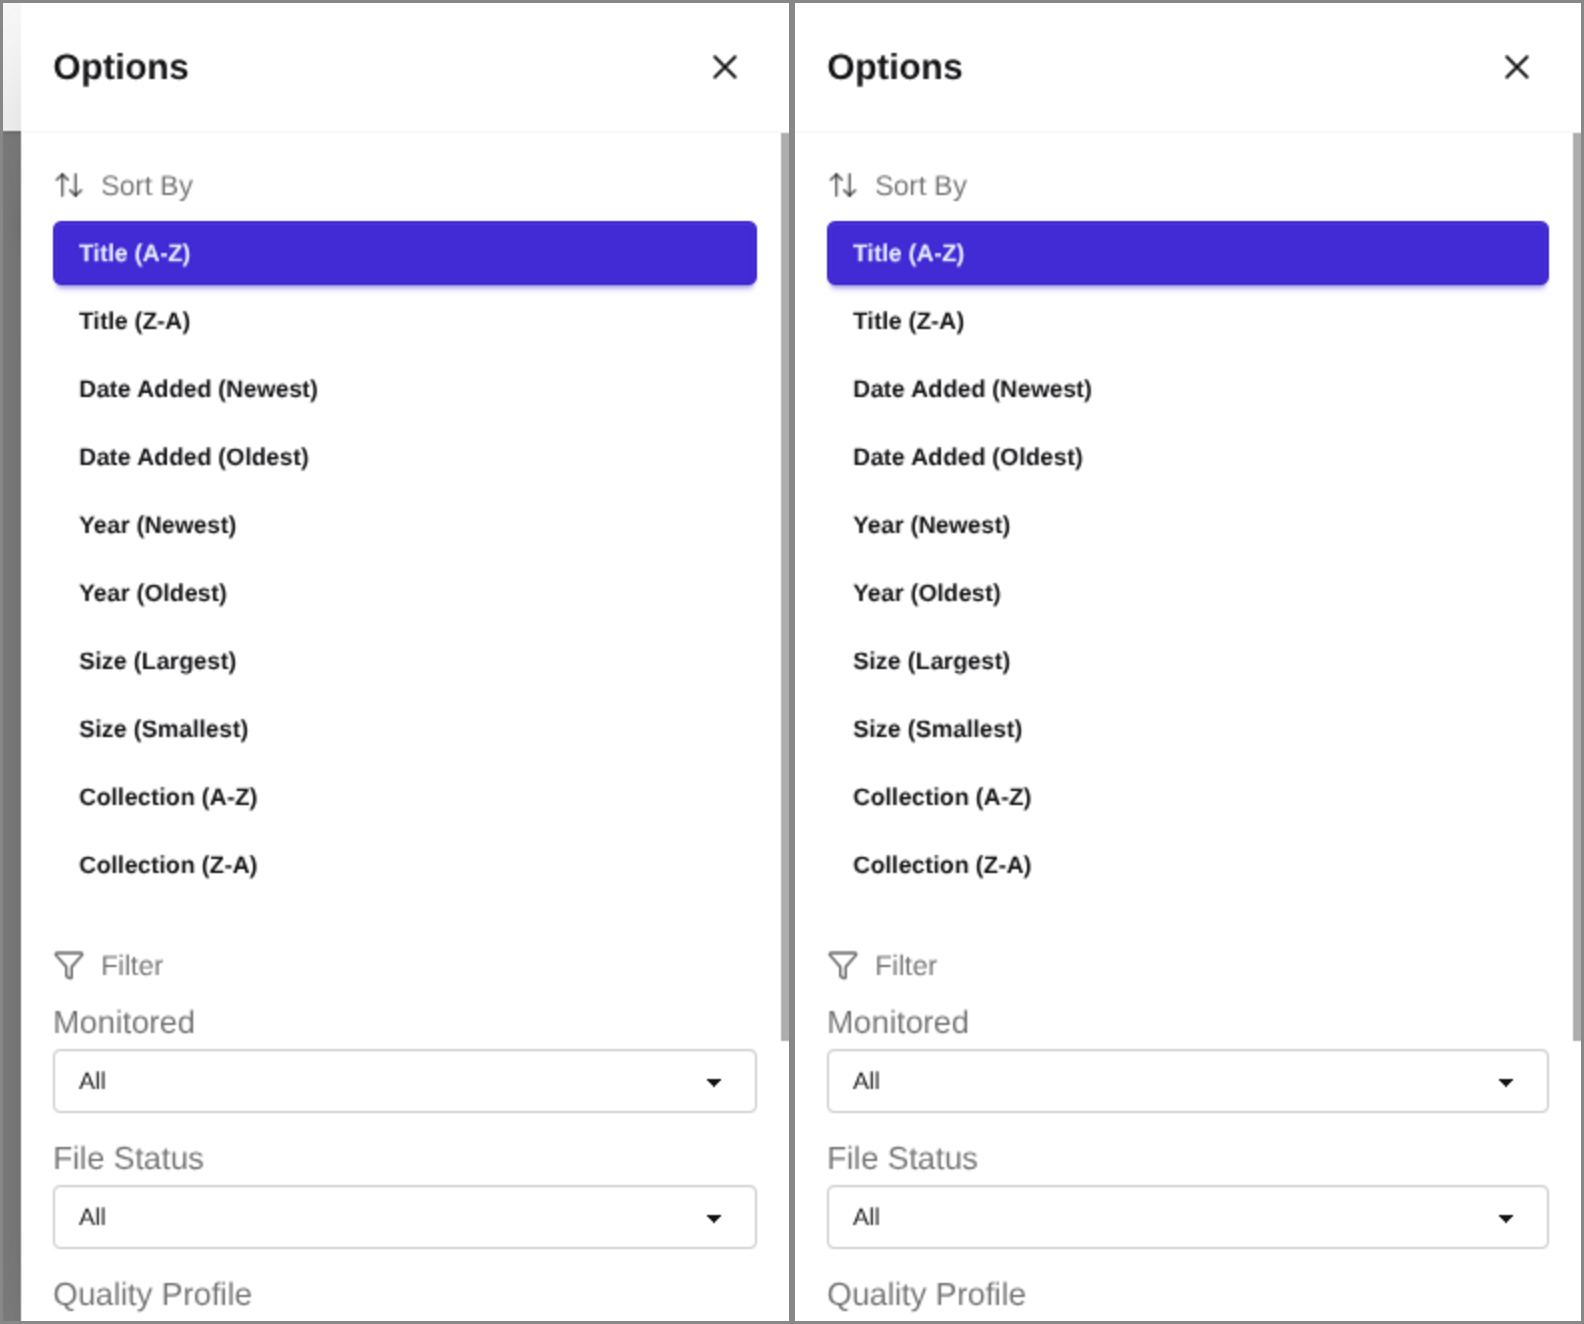 Options
Sort By
Title (A-Z)
Title (Z-A)
Date Added (Newest)
Date Added (Oldest)
Year (Newest)
Year (Oldest)
Size (Largest)
Size (Smallest)
Collection (A-Z)
Collection (Z-A)
Filter
Monitored
All
File Status
All
Quality Profile
Options
Sort By
Title (A-Z)
Title (Z-A)
Date Added (Newest)
Date Added (Oldest)
Year (Newest)
Year (Oldest)
Size (Largest)
Size (Smallest)
Collection (A-Z)
Collection (Z-A)
Filter
Monitored
All
File Status
All
Quality Profile